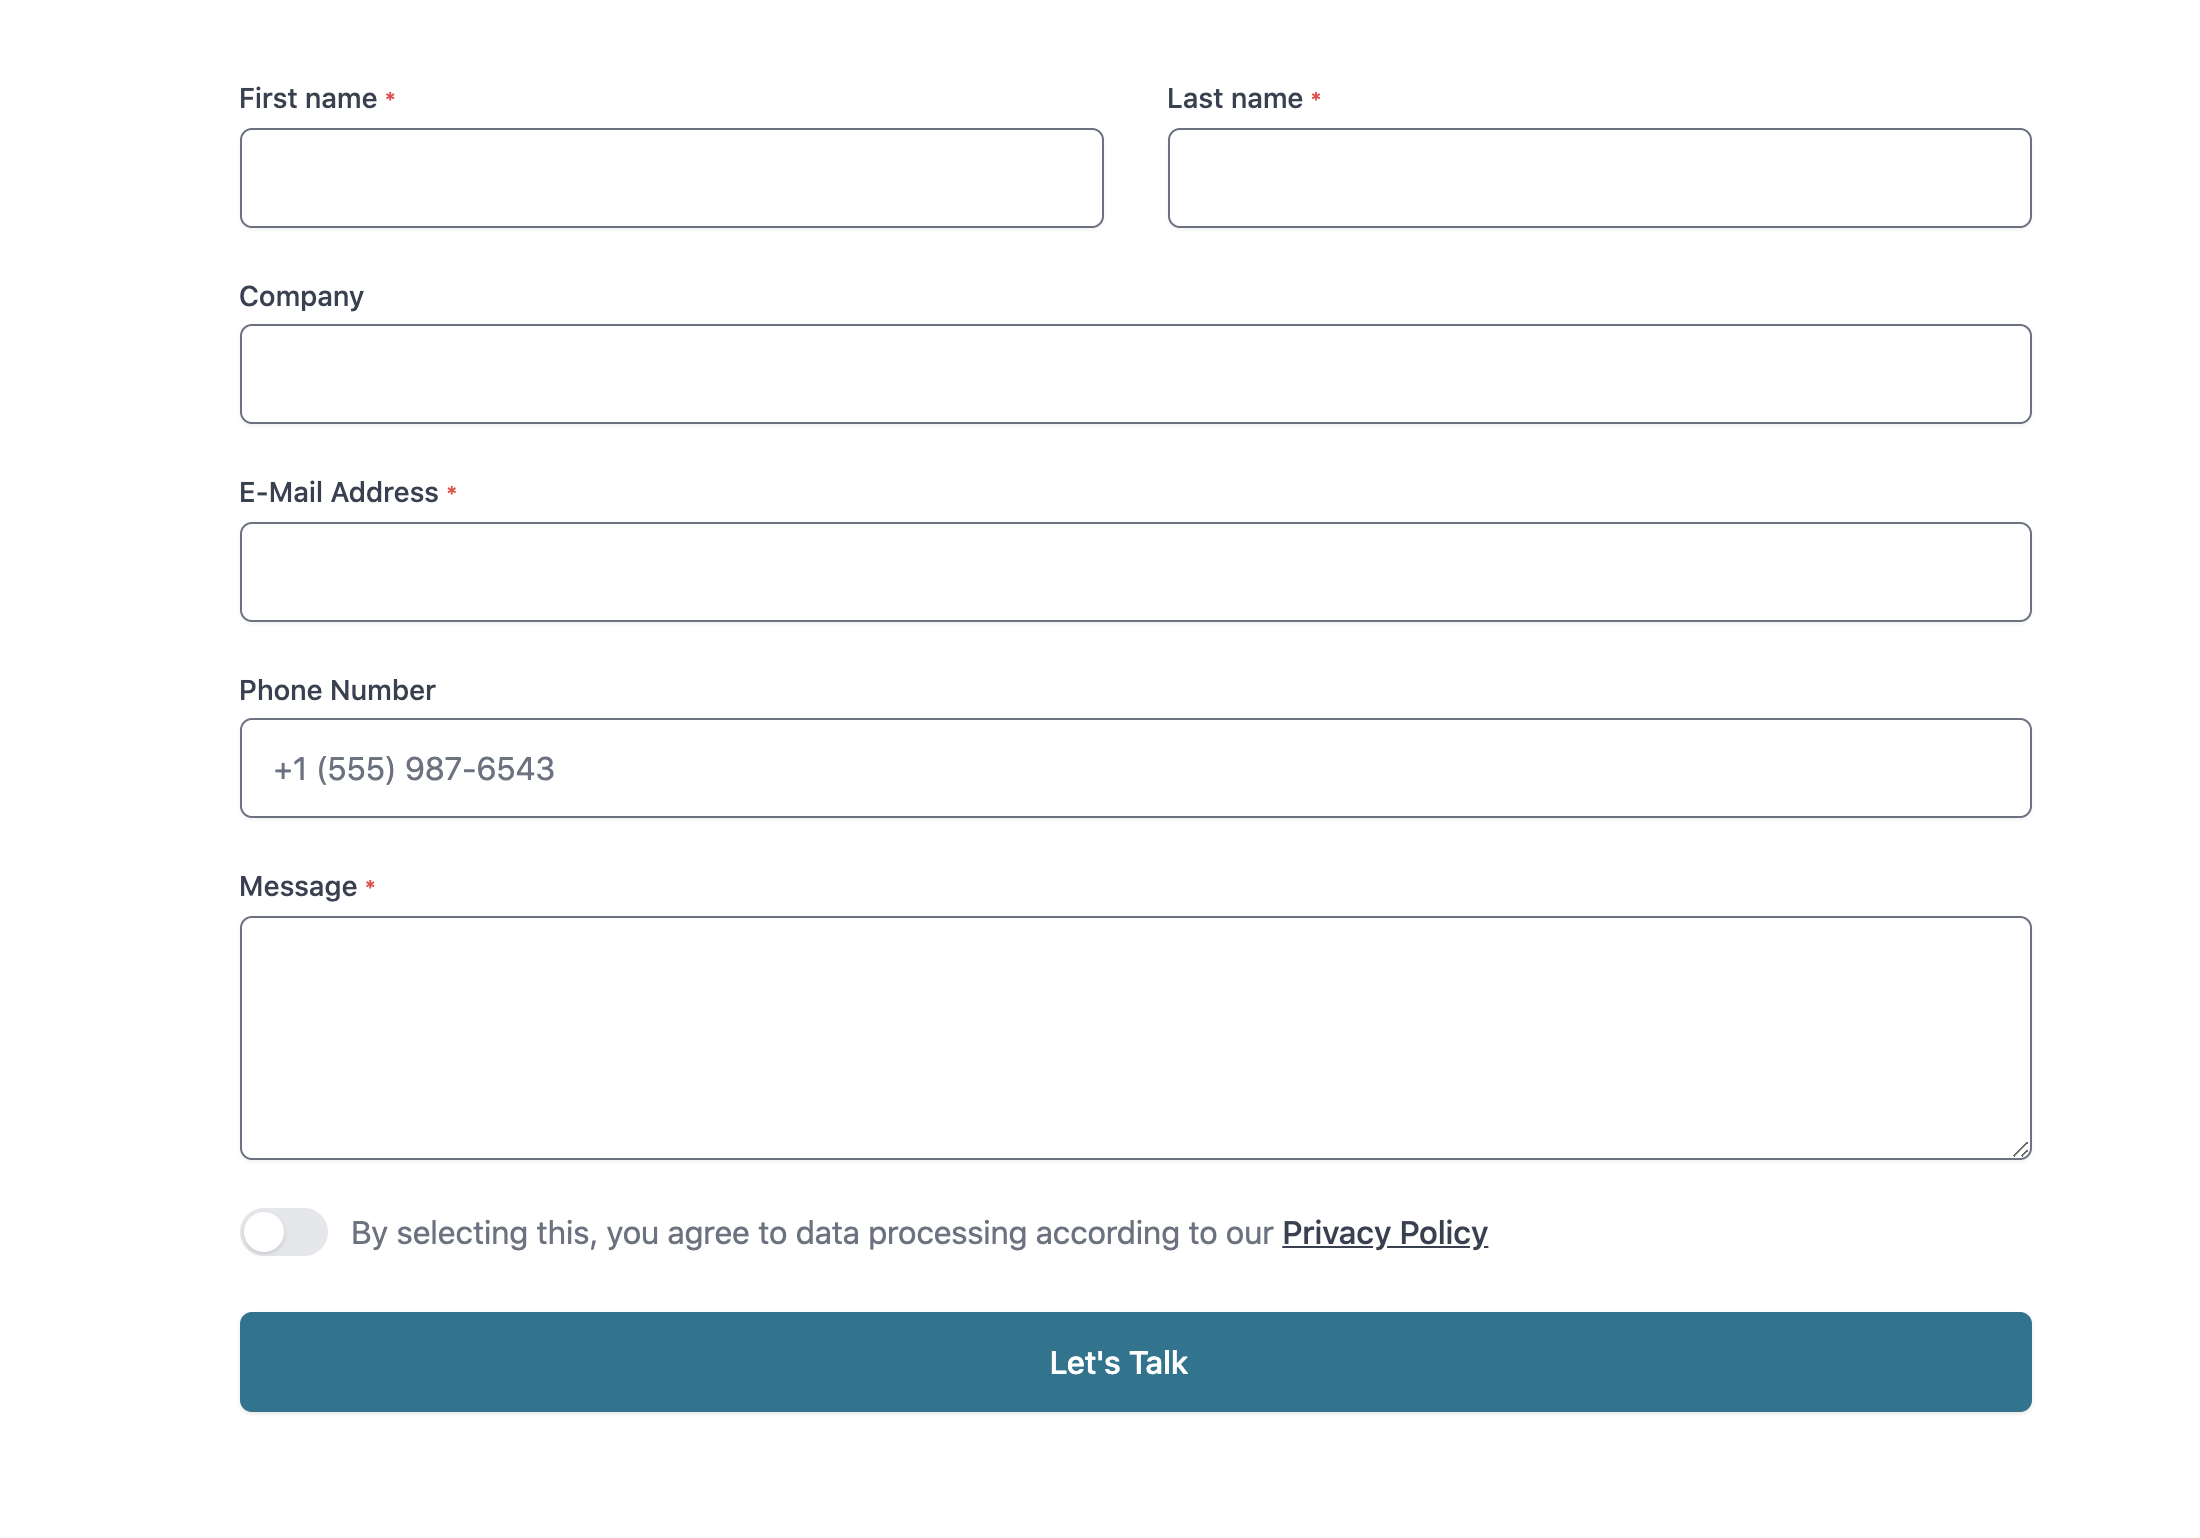 First name *
Last name *
Company
E-Mail Address *
Phone Number
+1 (555) 987-6543
Message *
By selecting this, you agree to data processing according to our Privacy Policy
Let's Talk